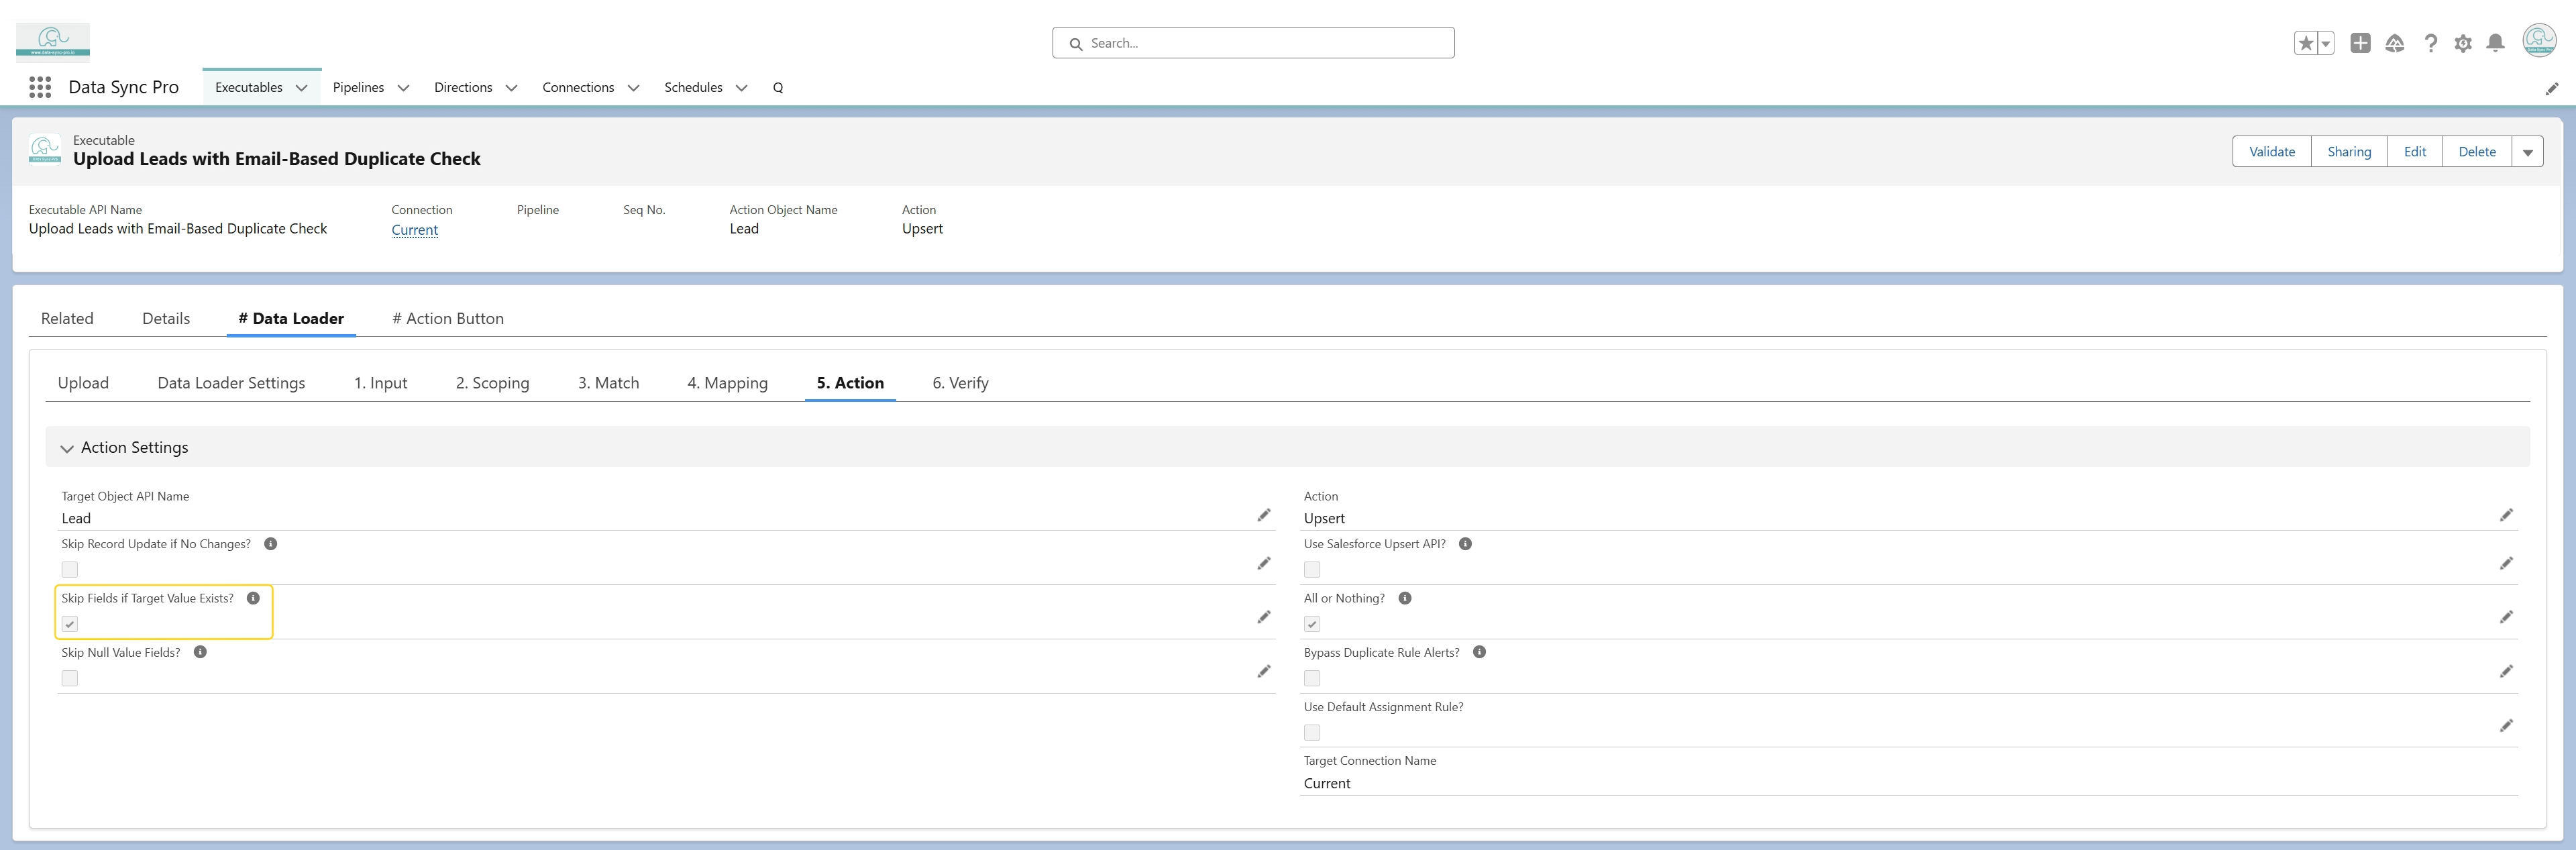 www.data-sync-pro.io
Search...
Data Sync Pro
Executables
Pipelines
Directions
Connections
Schedules
Q
Executable
Upload Leads with Email-Based Duplicate Check
Validate
Sharing
Edit
Delete
Executable API Name
Upload Leads with Email-Based Duplicate Check
Connection
Current
Pipeline
Seq No.
Action Object Name
Lead
Action
Upsert
Related
Details
# Data Loader
# Action Button
Upload
Data Loader Settings
1. Input
2. Scoping
3. Match
4. Mapping
5. Action
6. Verify
Action Settings
Target Object API Name
Lead
Action
Upsert
Skip Record Update if No Changes?
Use Salesforce Upsert API?
Skip Fields if Target Value Exists?
All or Nothing?
Skip Null Value Fields?
Bypass Duplicate Rule Alerts?
Use Default Assignment Rule?
Target Connection Name
Current